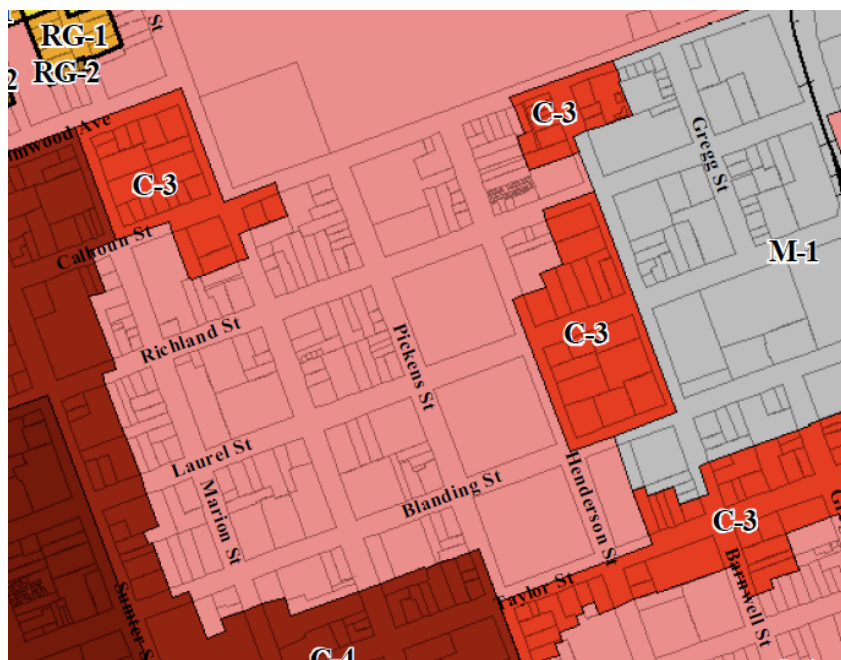 St
RG-1
RG-2
C-3
Gregg St
C-3
Calhoun St
M-1
Richland St
Pickens St
C-3
Laurel St
Marion St
Blanding St
Henderson St
C-3
Taylor St
Barnwell St
Sumter S
C-4